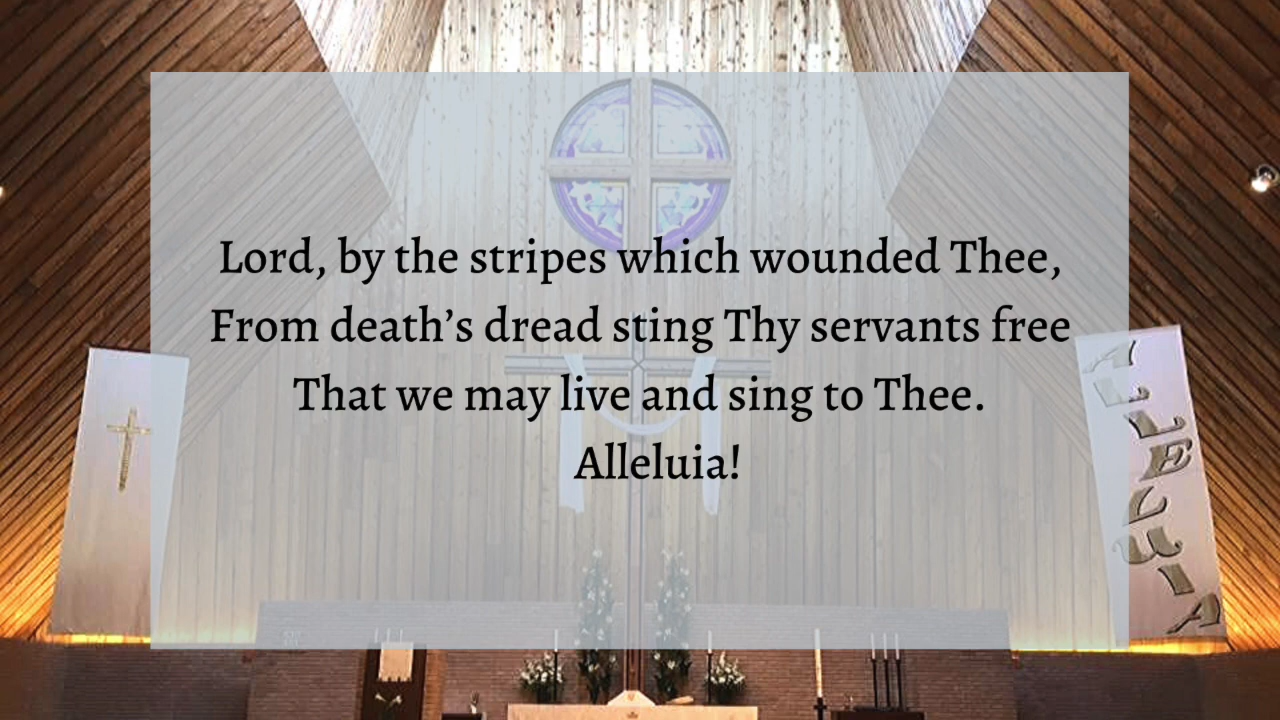 Lord, by the stripes which wounded Thee,
From death’s dread sting Thy servants free
That we may live and sing to Thee.
Alleluia!
ALLELUIA